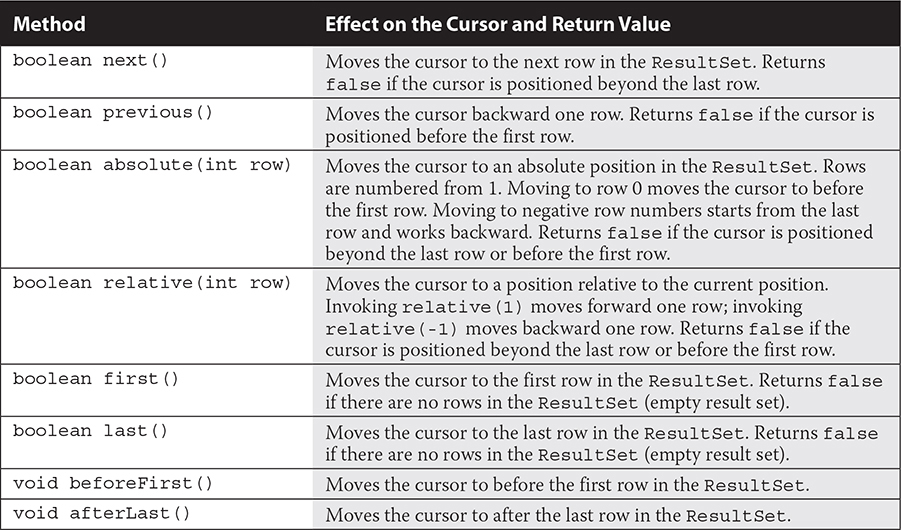 Method Effect on the Cursor and Return Value
boolean next() Moves the cursor to the next row in the ResultSet. Returns
false if the cursor is positioned beyond the last row.
boolean previous() Moves the cursor backward one row. Returns false if the cursor is
positioned before the first row.
boolean absolute(int row) Moves the cursor to an absolute position in the ResultSet. Rows
are numbered from 1. Moving to row 0 moves the cursor to before
the first row. Moving to negative row numbers starts from the last
row and works backward. Returns false if the cursor is positioned
beyond the last row or before the first row.
boolean relative(int row) Moves the cursor to a position relative to the current position.
Invoking relative(1) moves forward one row; invoking
relative(-1) moves backward one row. Returns false if the
cursor is positioned beyond the last row or before the first row.
boolean first() Moves the cursor to the first row in the ResultSet. Returns false
if there are no rows in the ResultSet (empty result set).
boolean last() Moves the cursor to the last row in the ResultSet. Returns false
if there are no rows in the ResultSet (empty result set).
void beforeFirst() Moves the cursor to before the first row in the ResultSet.
void afterLast() Moves the cursor to after the last row in the ResultSet.